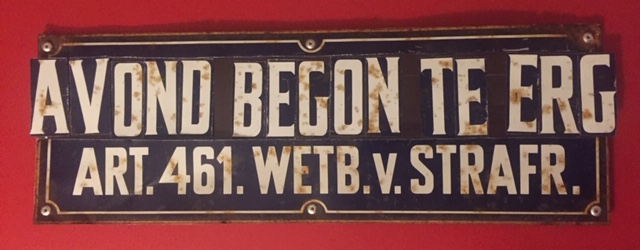 AVOND BEGON TE ERG
ART. 461. WETB. v. STRAFR.